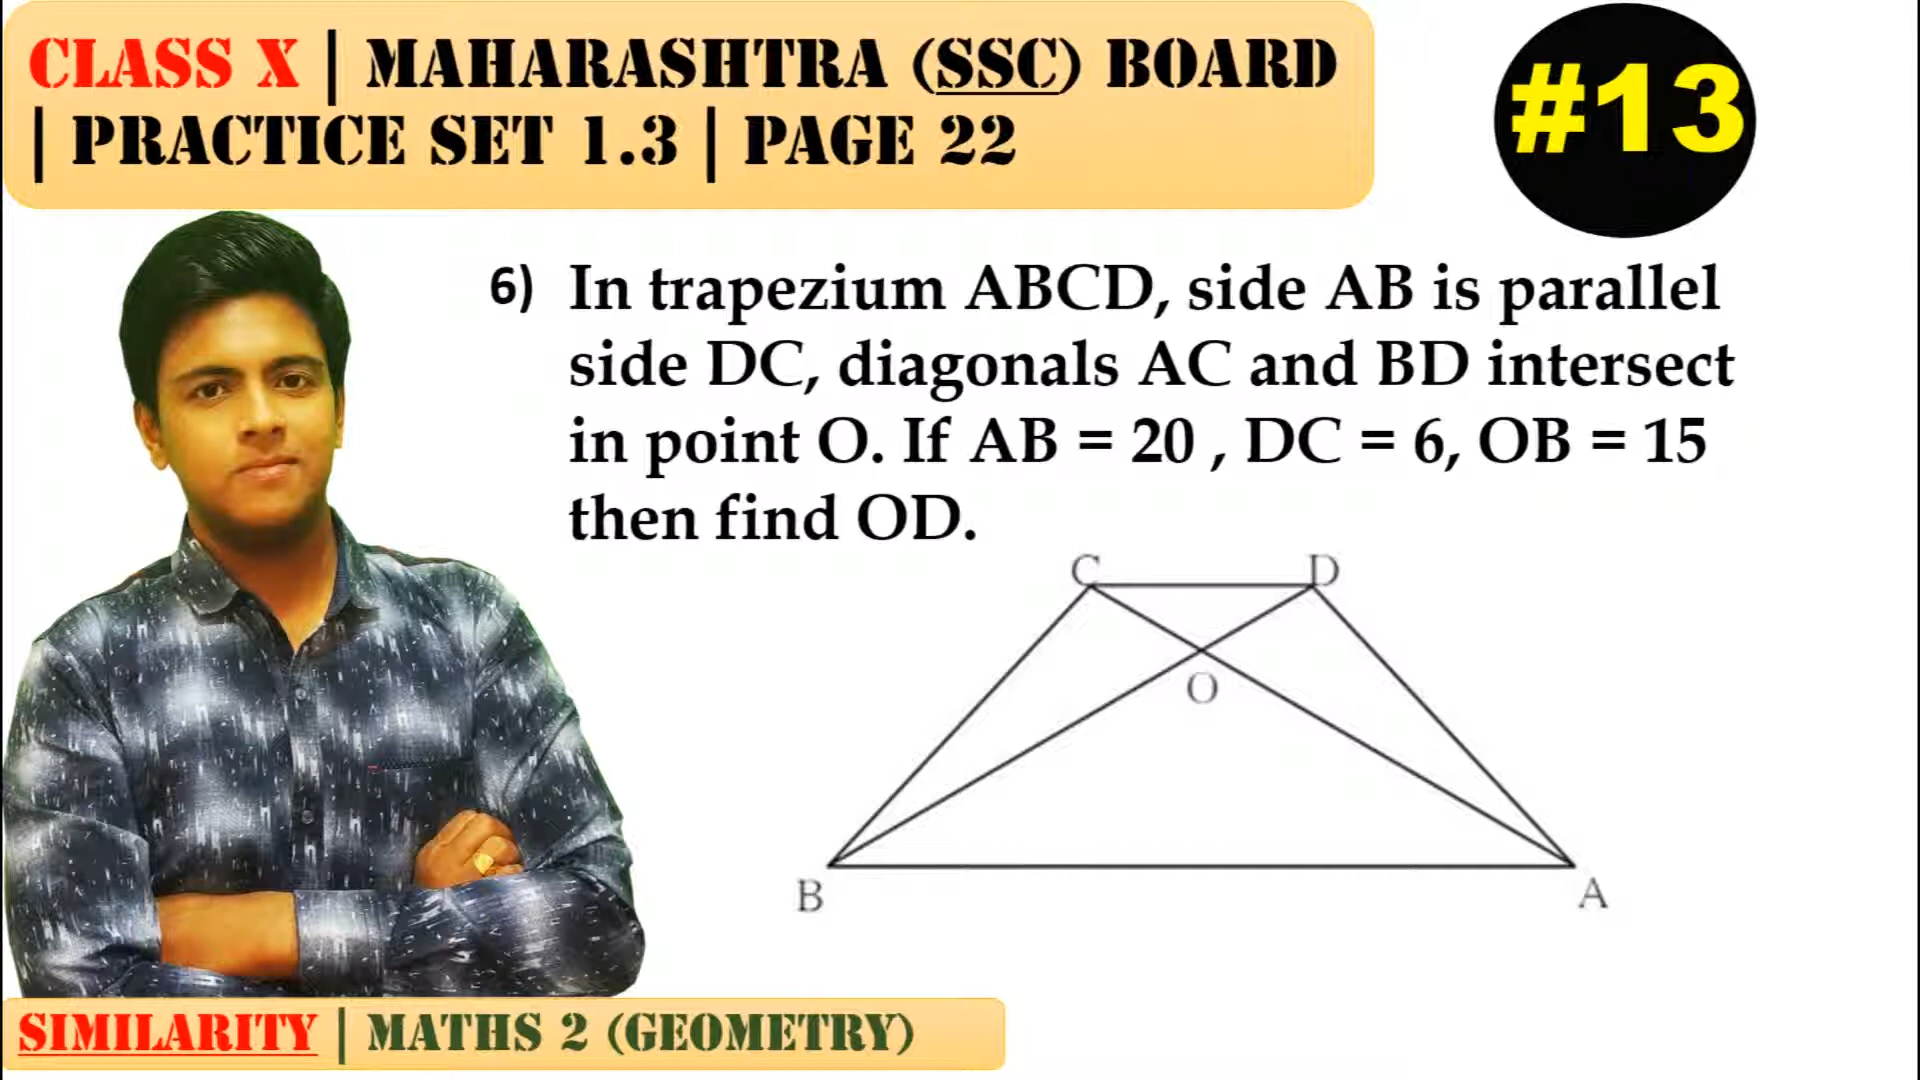 CLASS X | MAHARASHTRA (SSC) BOARD
| PRACTICE SET 1.3 | PAGE 22
#13
6) In trapezium ABCD, side AB is parallel
side DC, diagonals AC and BD intersect
in point O. If AB = 20 , DC = 6, OB = 15
then find OD.
C D
O
B A
SIMILARITY | MATHS 2 (GEOMETRY)